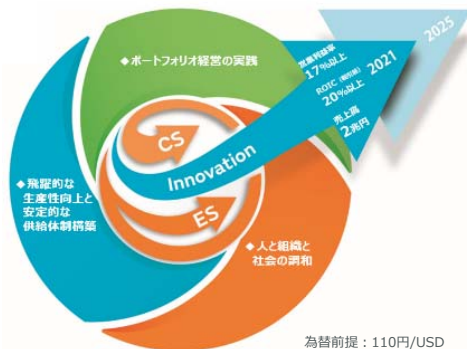 ◆ポートフォリオ経営の実践
営業利益率
17%以上
ROIC（税引前）
20%以上
売上高
2兆円
2021
2025
CS
Innovation
ES
◆飛躍的な
生産性向上と
安定的な
供給体制構築
◆人と組織と
社会の調和
為替前提：110円/USD